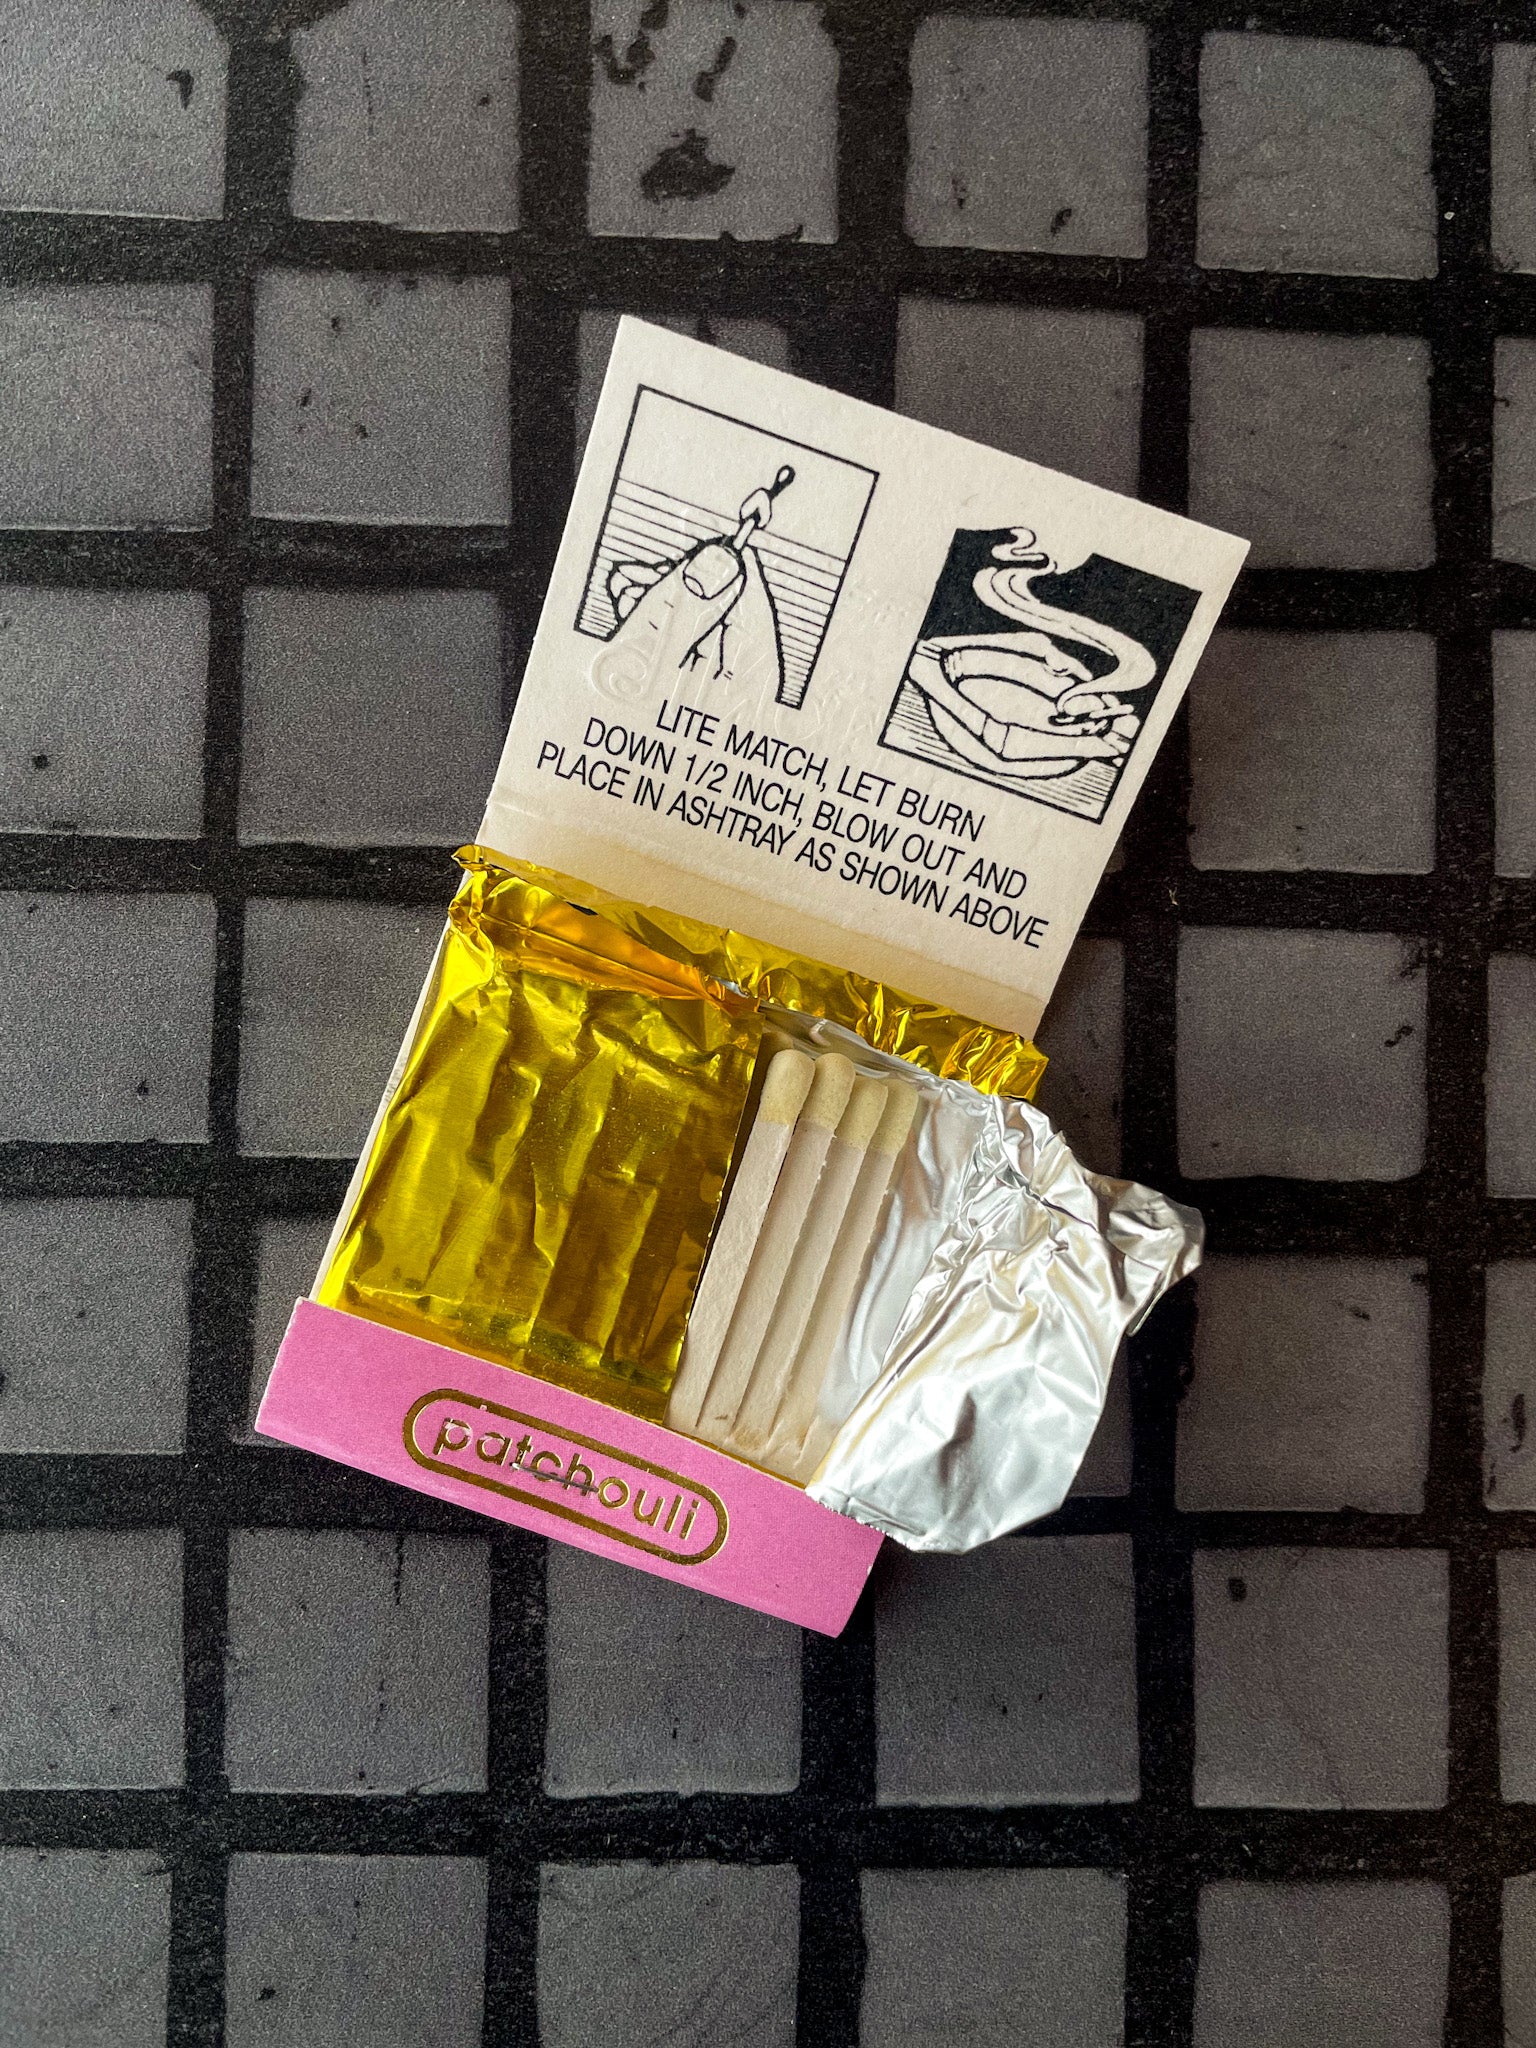 LITE MATCH, LET BURN
DOWN 1/2 INCH, BLOW OUT AND
PLACE IN ASHTRAY AS SHOWN ABOVE
patchouli